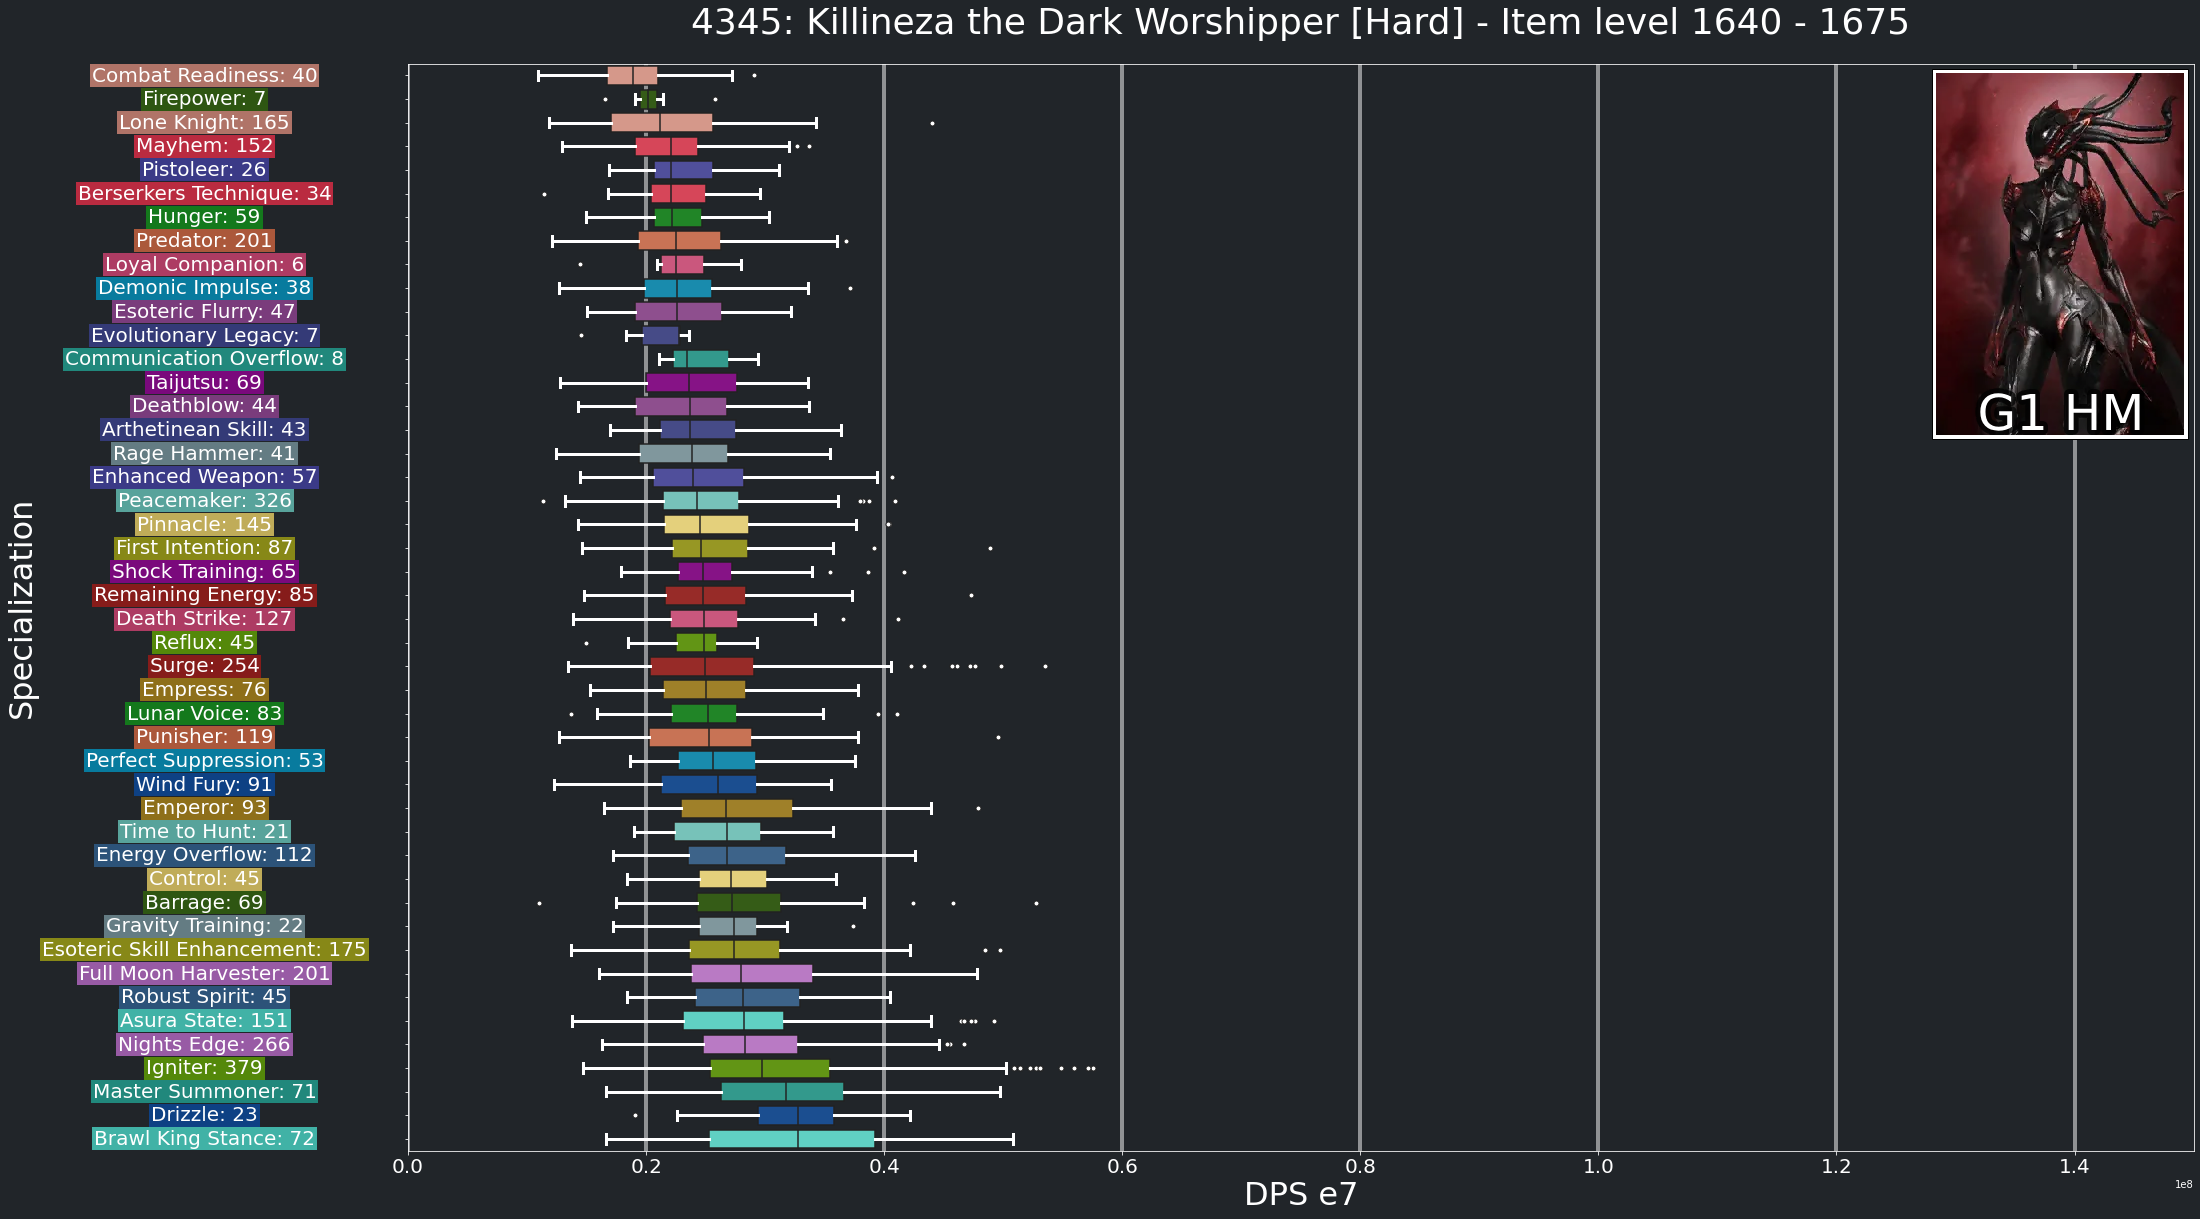 4345: Killineza the Dark Worshipper [Hard] - Item level 1640 - 1675
Combat Readiness: 40
Firepower: 7
Lone Knight: 165
Mayhem: 152
Pistoleer: 26
Berserkers Technique: 34
Hunger: 59
Predator: 201
Loyal Companion: 6
Demonic Impulse: 38
Esoteric Flurry: 47
Evolutionary Legacy: 7
Communication Overflow: 8
Taijutsu: 69
Deathblow: 44
Arthetinean Skill: 43
Rage Hammer: 41
Enhanced Weapon: 57
Peacemaker: 326
Pinnacle: 145
First Intention: 87
Shock Training: 65
Remaining Energy: 85
Death Strike: 127
Reflux: 45
Surge: 254
Empress: 76
Lunar Voice: 83
Punisher: 119
Perfect Suppression: 53
Wind Fury: 91
Emperor: 93
Time to Hunt: 21
Energy Overflow: 112
Control: 45
Barrage: 69
Gravity Training: 22
Esoteric Skill Enhancement: 175
Full Moon Harvester: 201
Robust Spirit: 45
Asura State: 151
Nights Edge: 266
Igniter: 379
Master Summoner: 71
Drizzle: 23
Brawl King Stance: 72
Specialization
G1 HM
0.0 0.2 0.4 0.6 0.8 1.0 1.2 1.4
1e8
DPS e7